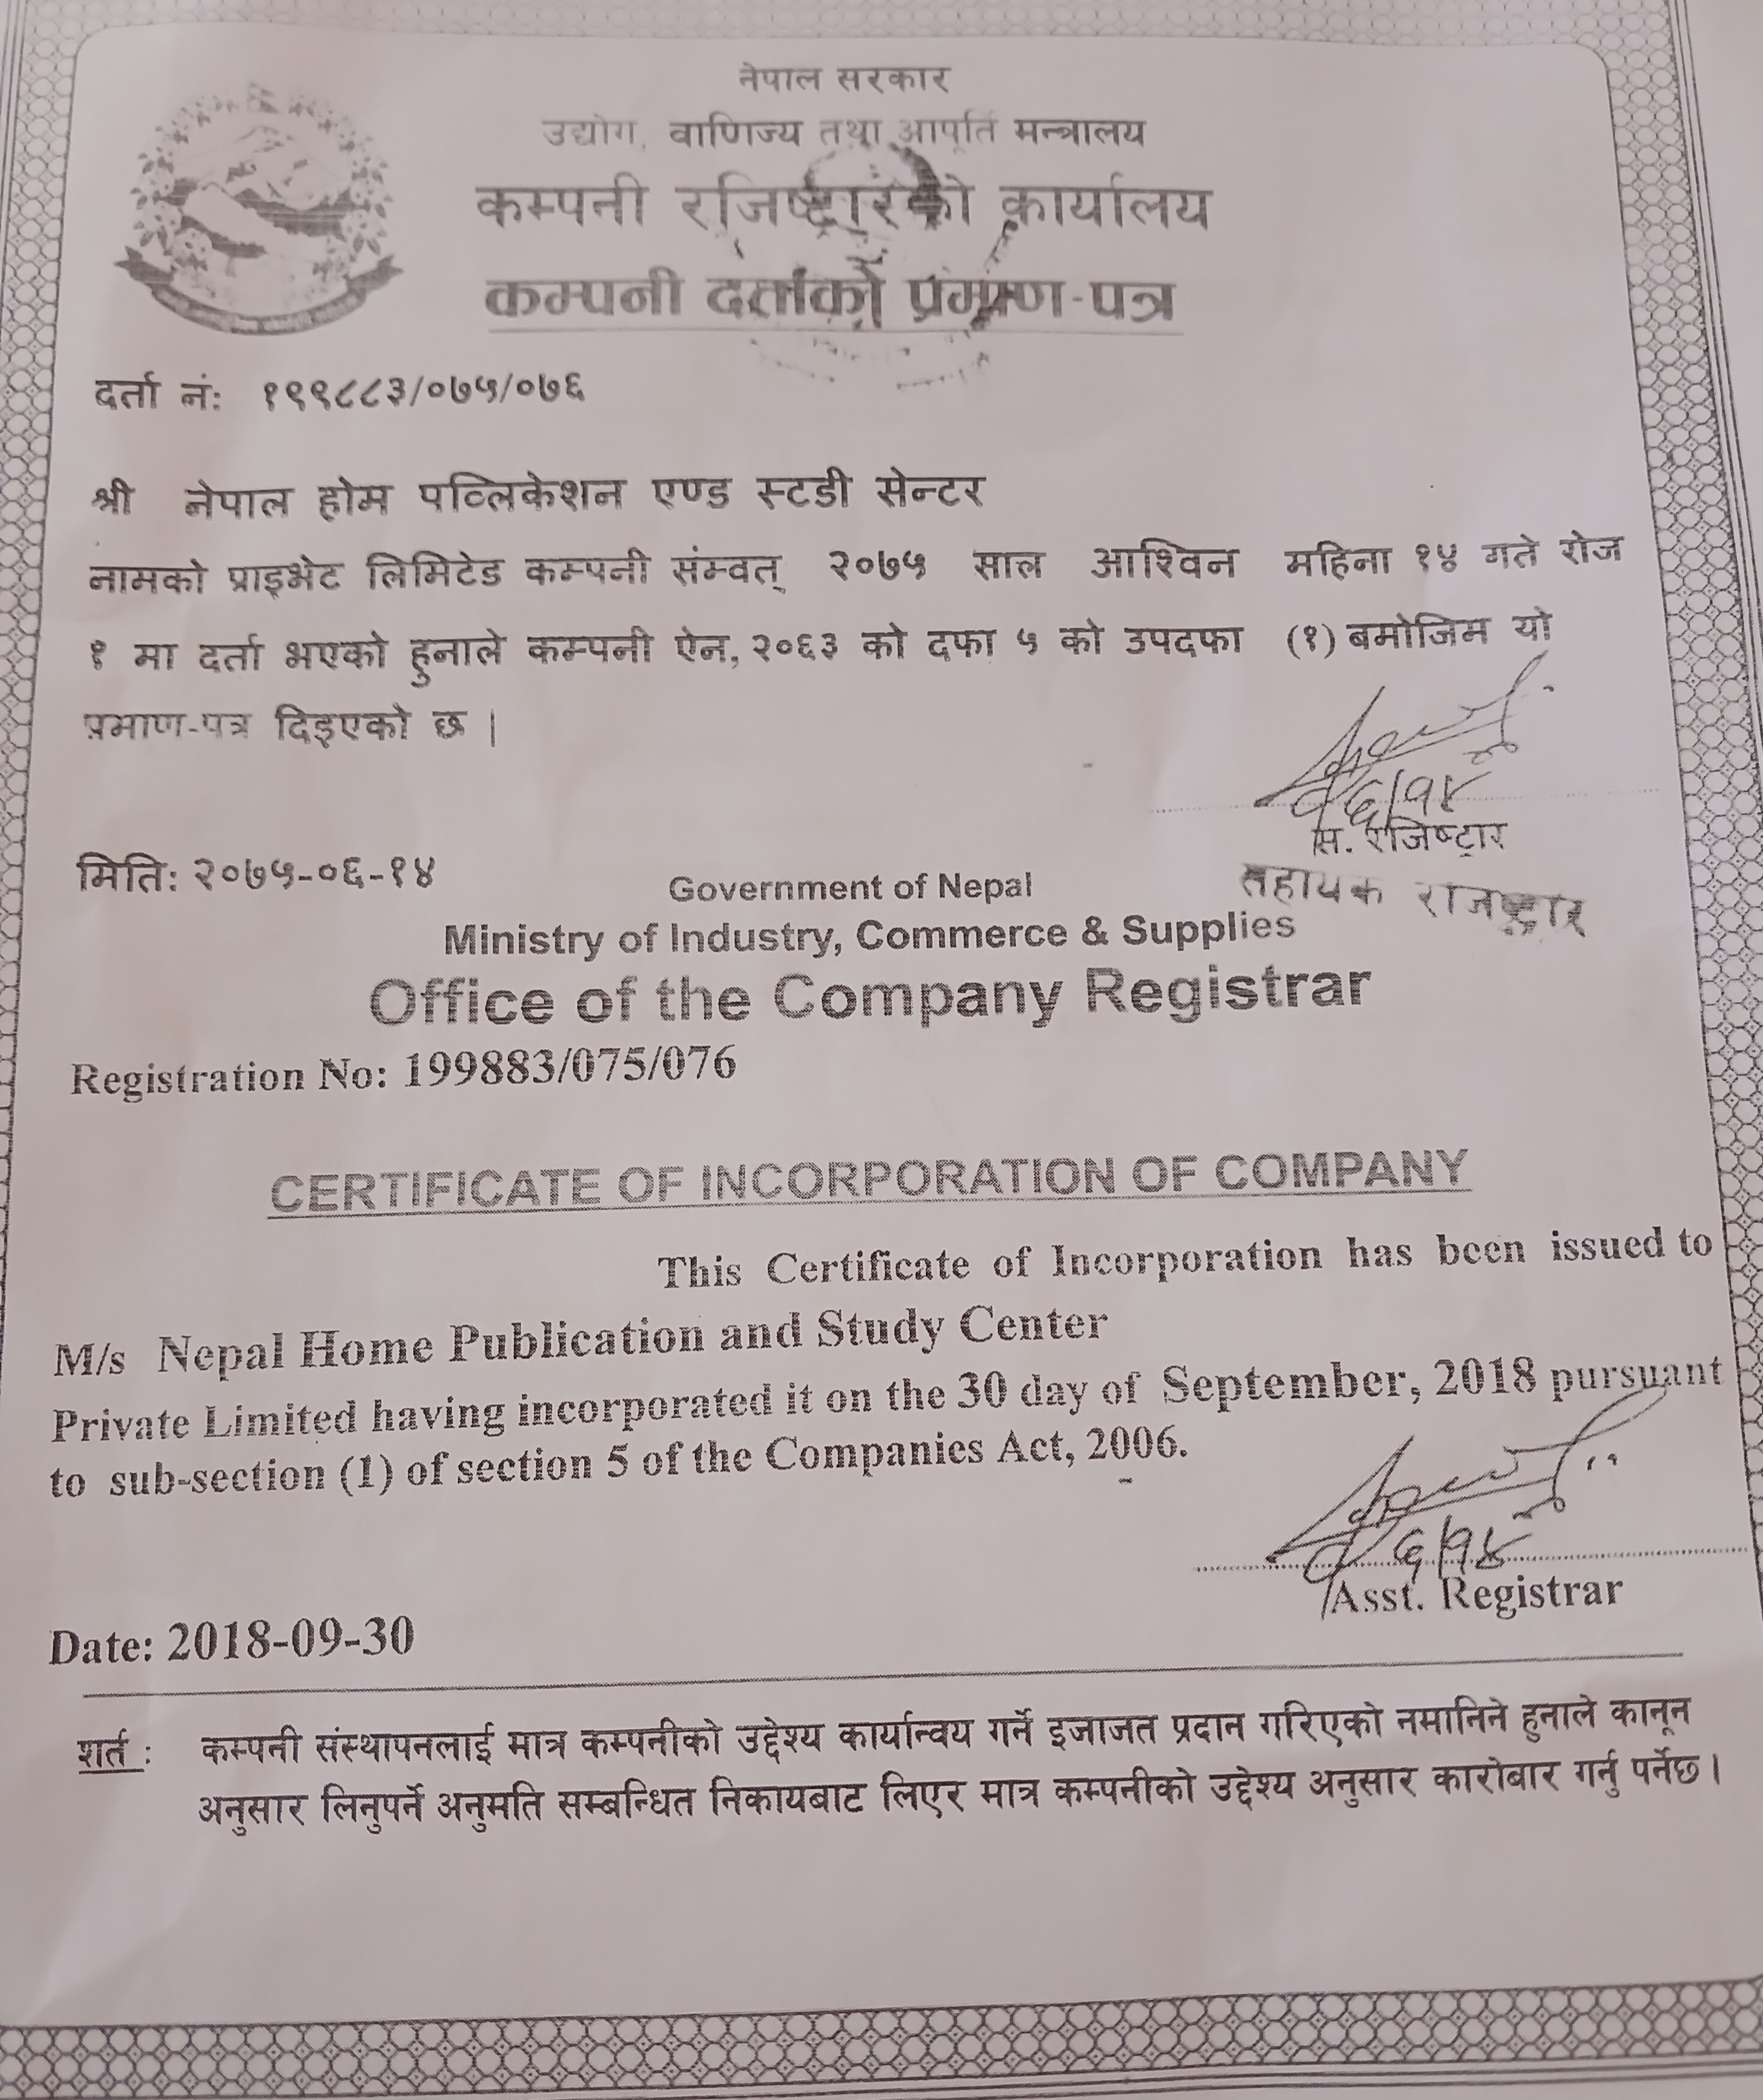 नेपाल सरकार
उद्योग, वाणिज्य तथा आपूर्ति मन्त्रालय
कम्पनी रजिष्ट्रारको कार्यालय
कम्पनी दर्ताको प्रमाण-पत्र
दर्ता नं: १९९८८३/०७५/०७६
श्री नेपाल होम पव्लिकेशन एण्ड स्टडी सेन्टर
नामको प्राइभेट लिमिटेड कम्पनी संम्वत् २०७५ साल आश्विन महिना १४ गते रोज
१ मा दर्ता भएको हुनाले कम्पनी ऐन, २०६३ को दफा ५ को उपदफा (१) बमोजिम यो
प्रमाण-पत्र दिइएको छ |
६/१४
स. रजिष्ट्रार
मिति: २०७५-०६-१४
सहायक रजिष्ट्रार
Government of Nepal
Ministry of Industry, Commerce & Supplies
Office of the Company Registrar
Registration No: 199883/075/076
CERTIFICATE OF INCORPORATION OF COMPANY
This Certificate of Incorporation has been issued to
M/s Nepal Home Publication and Study Center
Private Limited having incorporated it on the 30 day of September, 2018 pursuant
to sub-section (1) of section 5 of the Companies Act, 2006.
६/१४
Asst. Registrar
Date: 2018-09-30
शर्त : कम्पनी संस्थापनलाई मात्र कम्पनीको उद्देश्य कार्यान्वय गर्ने इजाजत प्रदान गरिएको नमानिने हुनाले कानून
अनुसार लिनुपर्ने अनुमति सम्बन्धित निकायबाट लिएर मात्र कम्पनीको उद्देश्य अनुसार कारोबार गर्नु पर्नेछ।